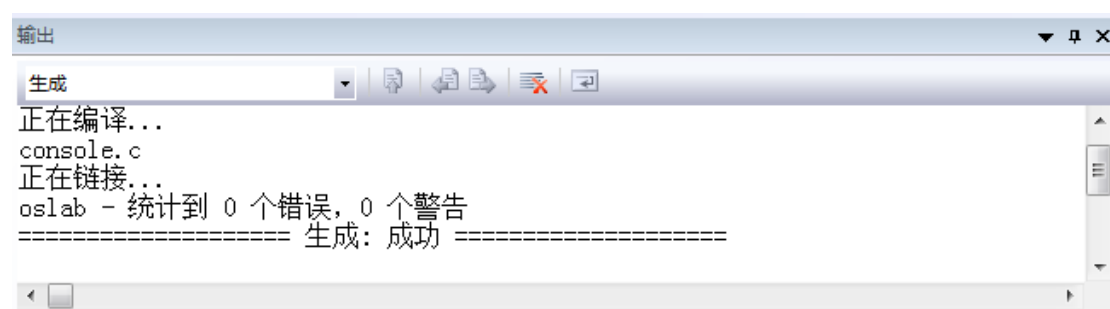 输出
生成
正在编译...
console.c
正在链接...
oslab - 统计到 0 个错误，0 个警告
==================== 生成: 成功 ====================